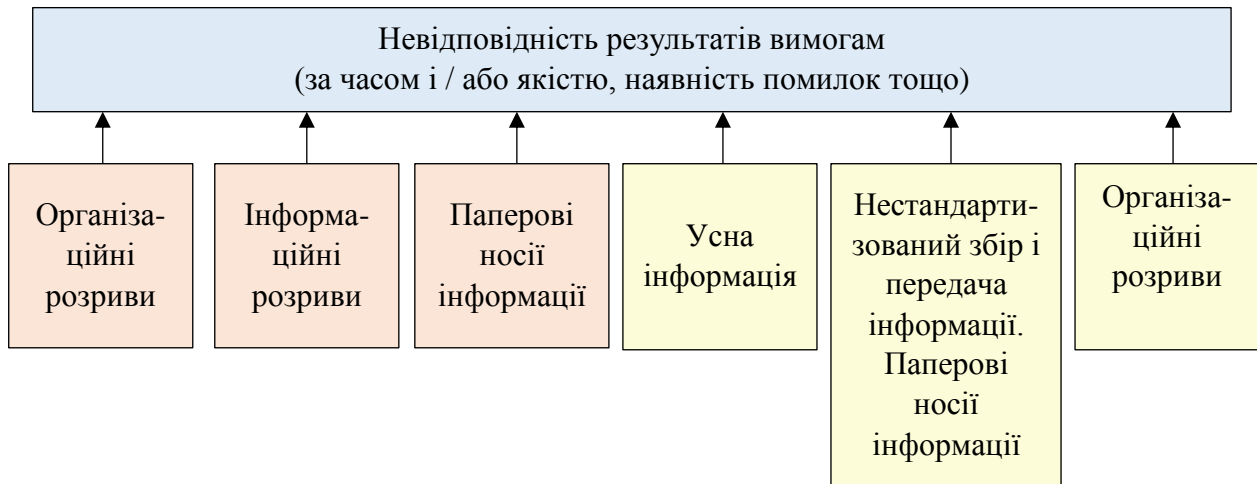 Невідповідність результатів вимогам
(за часом і / або якістю, наявність помилок тощо)
Організа-
ційні
розриви
Інформа-
ційні
розриви
Паперові
носії
інформації
Усна
інформація
Нестандарти-
зований збір і
передача
інформації.
Паперові
носії
інформації
Організа-
ційні
розриви